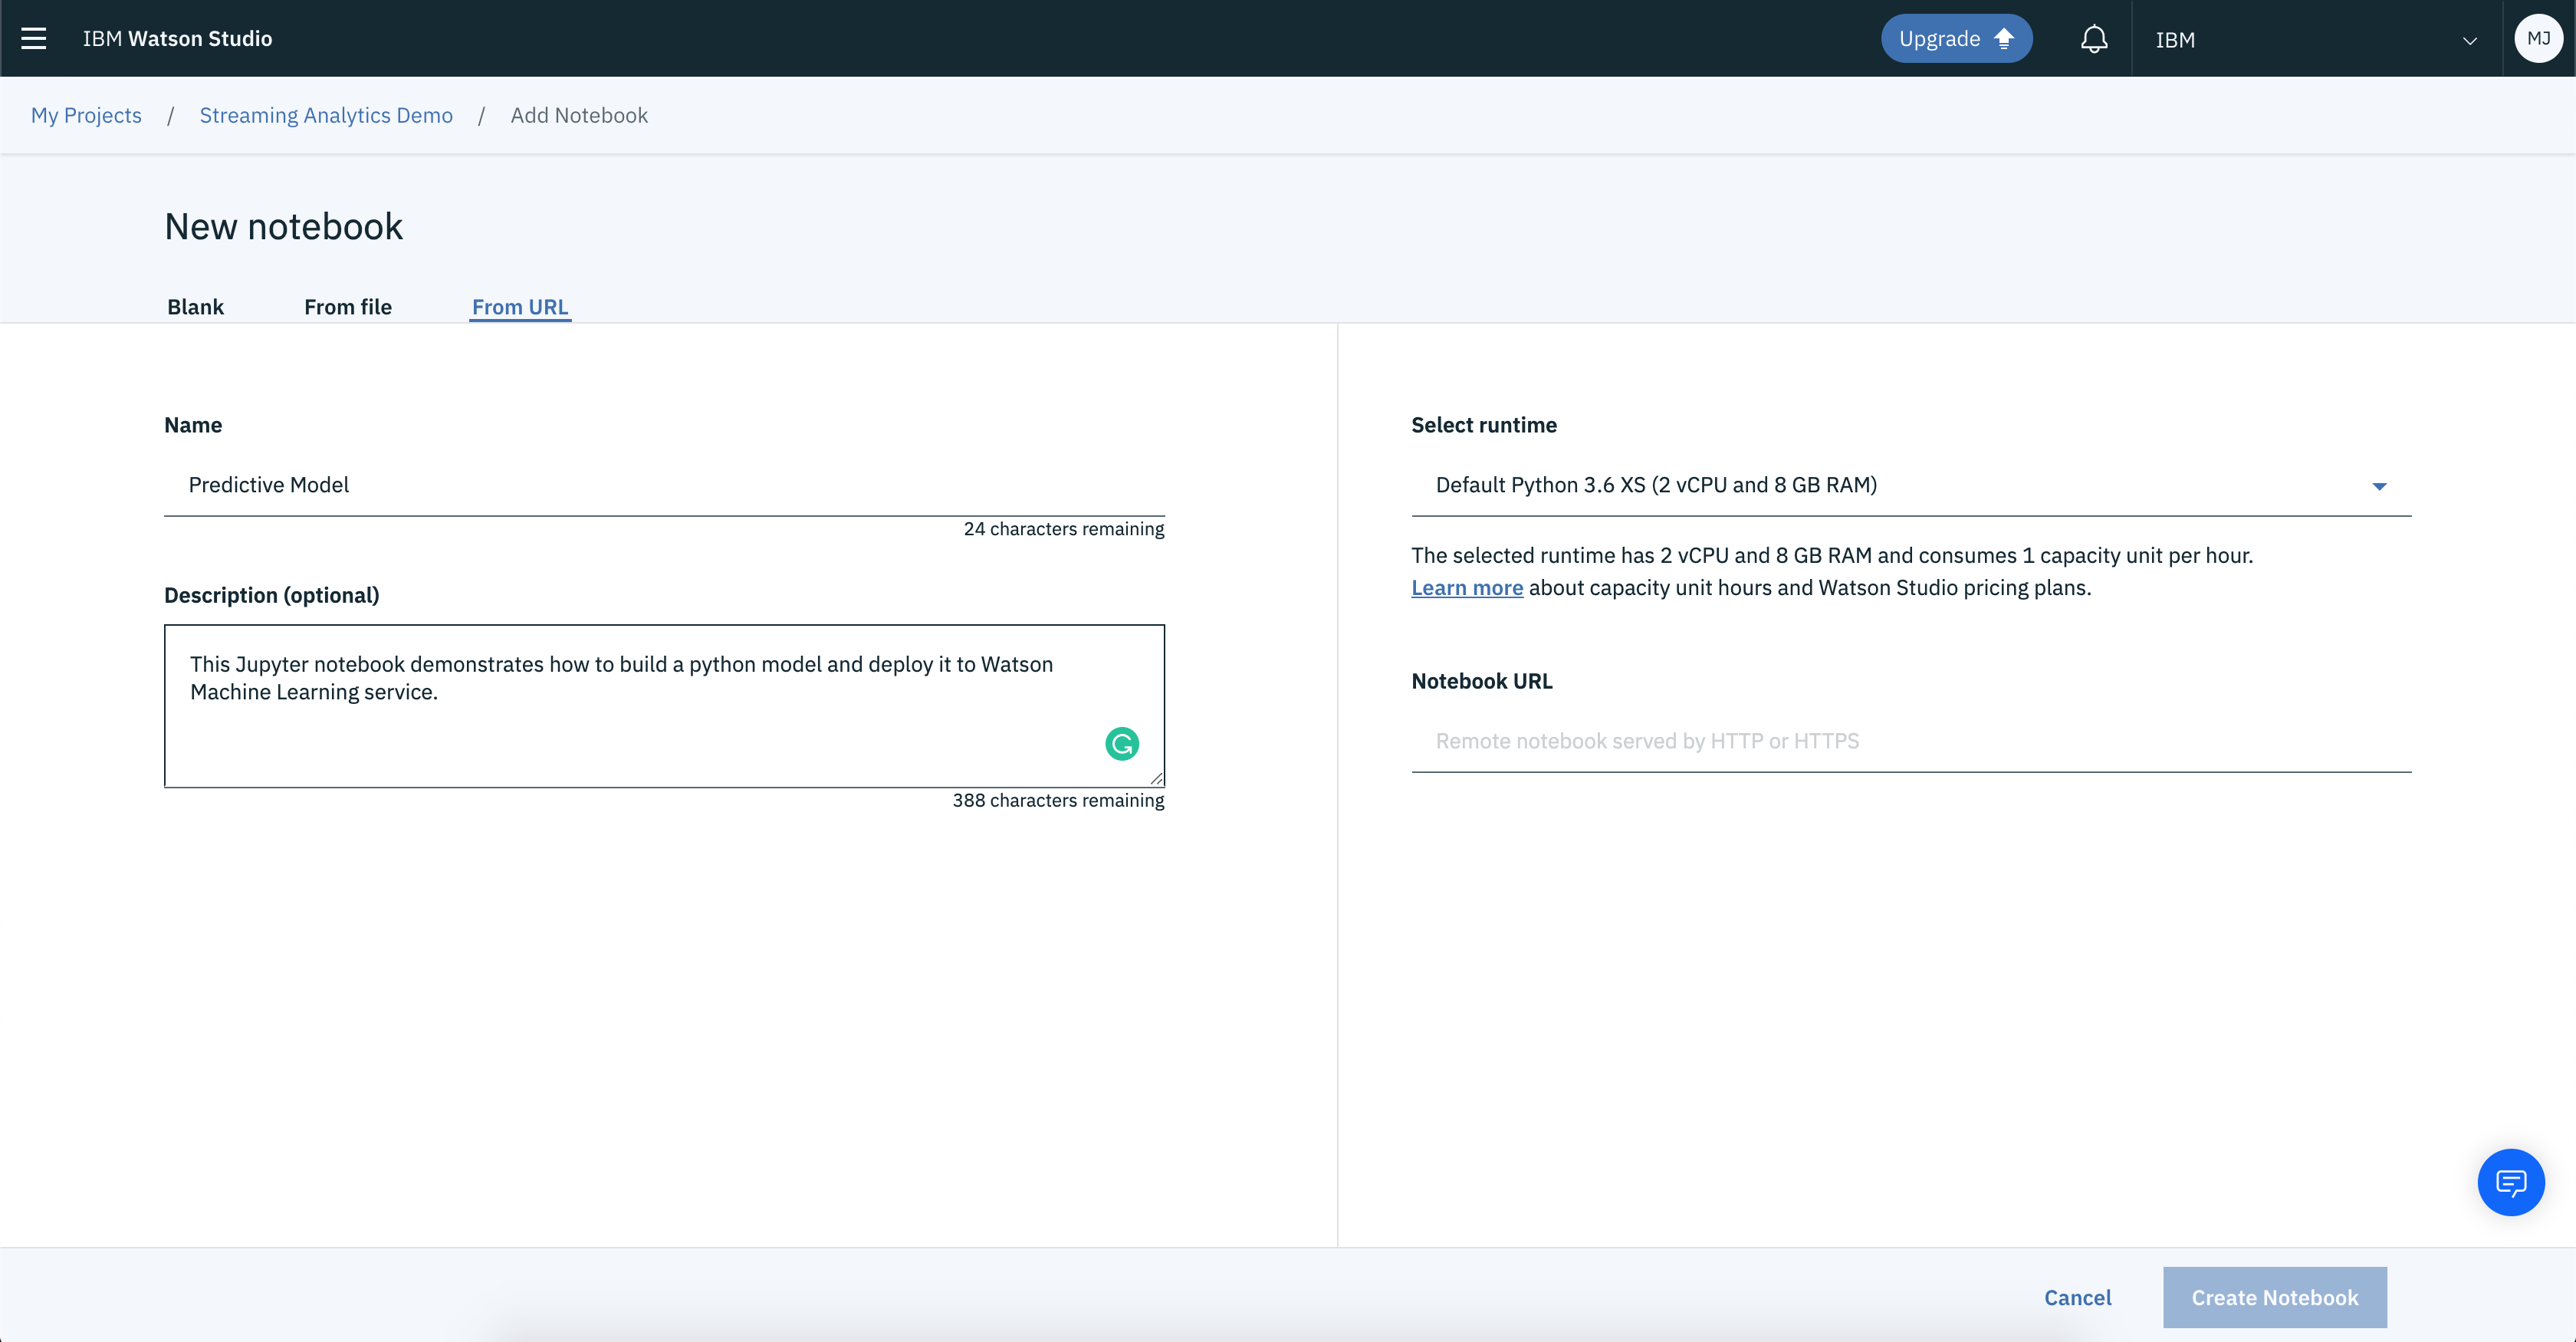 IBM Watson Studio
Upgrade
IBM
MJ
My Projects / Streaming Analytics Demo / Add Notebook
New notebook
Blank
From file
From URL
Name
Predictive Model
24 characters remaining
Description (optional)
This Jupyter notebook demonstrates how to build a python model and deploy it to Watson
Machine Learning service.
388 characters remaining
Select runtime
Default Python 3.6 XS (2 vCPU and 8 GB RAM)
The selected runtime has 2 vCPU and 8 GB RAM and consumes 1 capacity unit per hour.
Learn more about capacity unit hours and Watson Studio pricing plans.
Notebook URL
Remote notebook served by HTTP or HTTPS
Cancel
Create Notebook